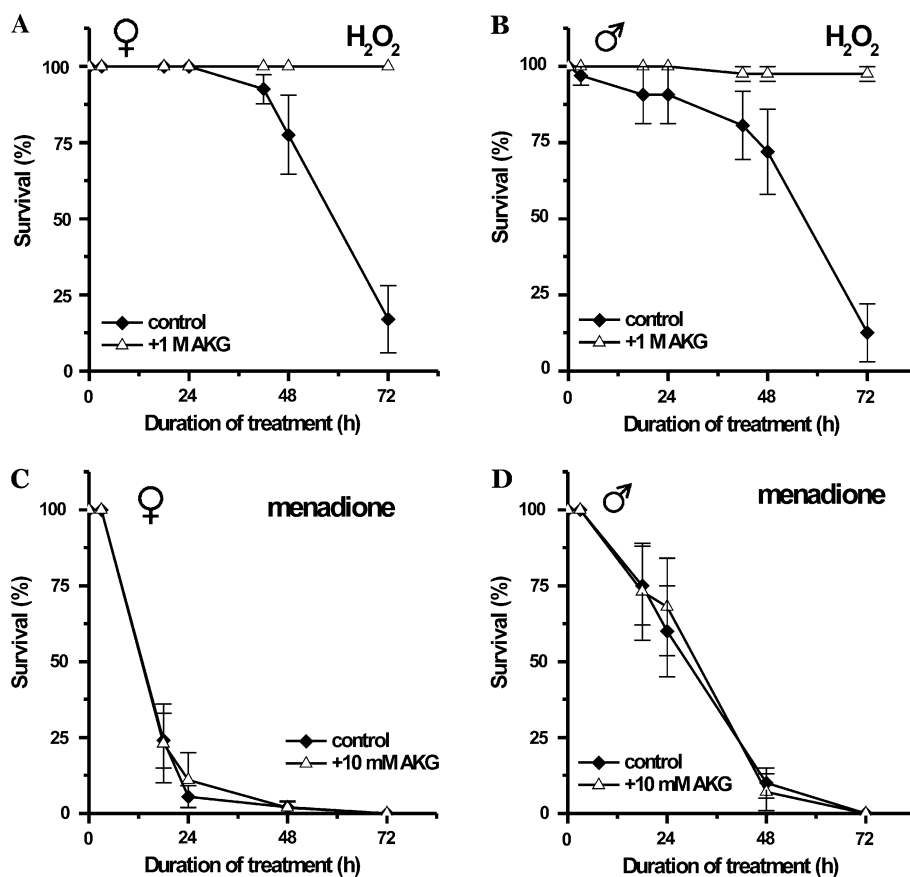 A
♀
H₂O₂
Survival (%)
100
75
50
25
0
control
+1 M AKG
0 24 48 72
Duration of treatment (h)
B
♂
H₂O₂
Survival (%)
100
75
50
25
0
control
+1 M AKG
0 24 48 72
Duration of treatment (h)
C
♀
menadione
Survival (%)
100
75
50
25
0
control
+10 mM AKG
0 24 48 72
Duration of treatment (h)
D
♂
menadione
Survival (%)
100
75
50
25
0
control
+10 mM AKG
0 24 48 72
Duration of treatment (h)